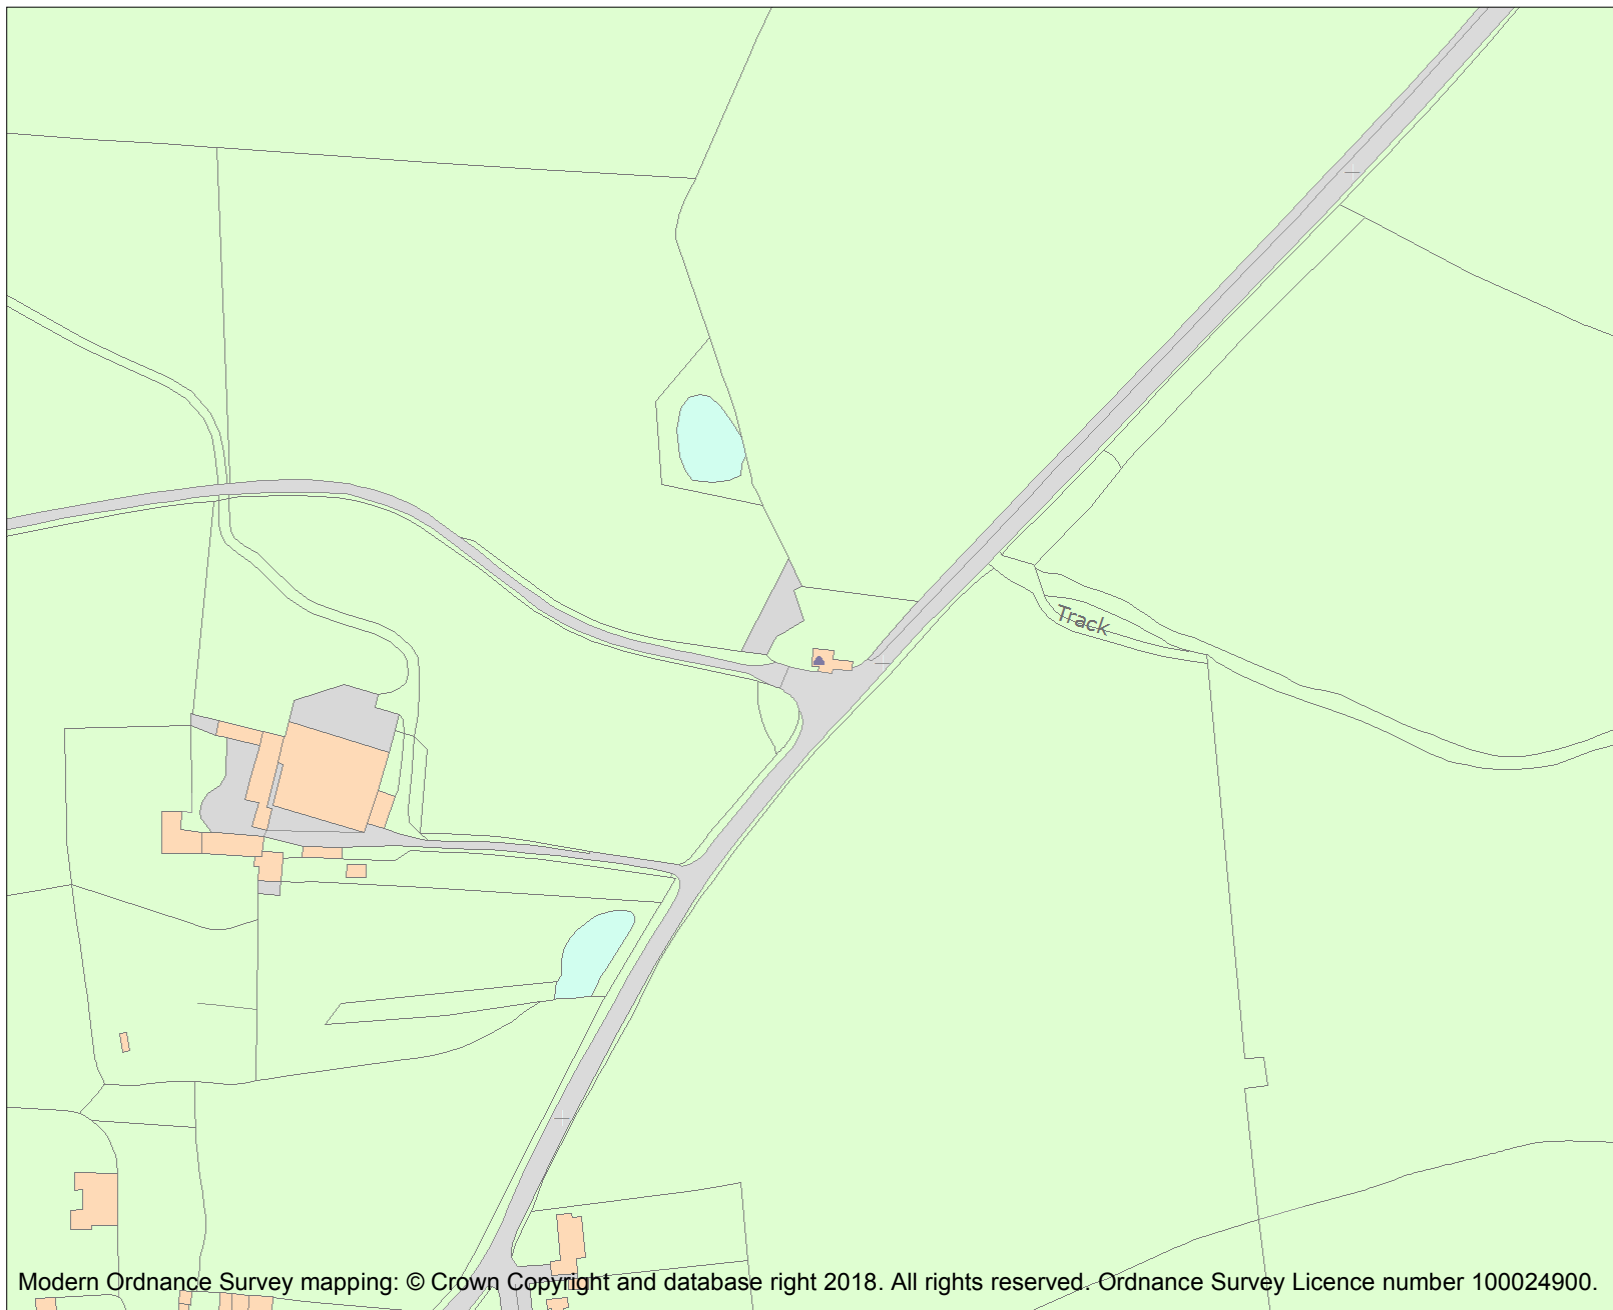 Track
Modern Ordnance Survey mapping: © Crown Copyright and database right 2018. All rights reserved. Ordnance Survey Licence number 100024900.